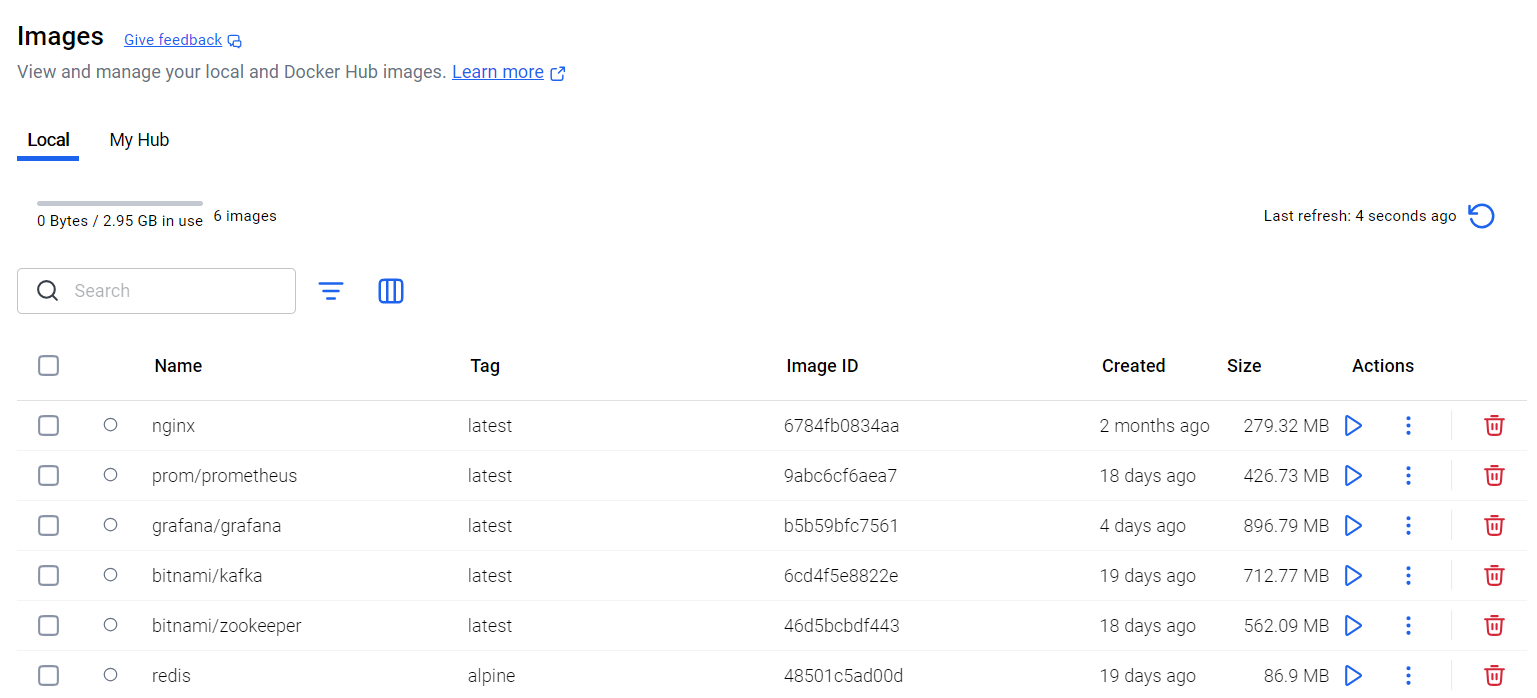 Images Give feedback
View and manage your local and Docker Hub images. Learn more
Local My Hub
0 Bytes / 2.95 GB in use 6 images Last refresh: 4 seconds ago
Search
Name Tag Image ID Created Size Actions
nginx latest 6784fb0834aa 2 months ago 279.32 MB
prom/prometheus latest 9abc6cf6aea7 18 days ago 426.73 MB
grafana/grafana latest b5b59bfc7561 4 days ago 896.79 MB
bitnami/kafka latest 6cd4f5e8822e 19 days ago 712.77 MB
bitnami/zookeeper latest 46d5bcbdf443 18 days ago 562.09 MB
redis alpine 48501c5ad00d 19 days ago 86.9 MB